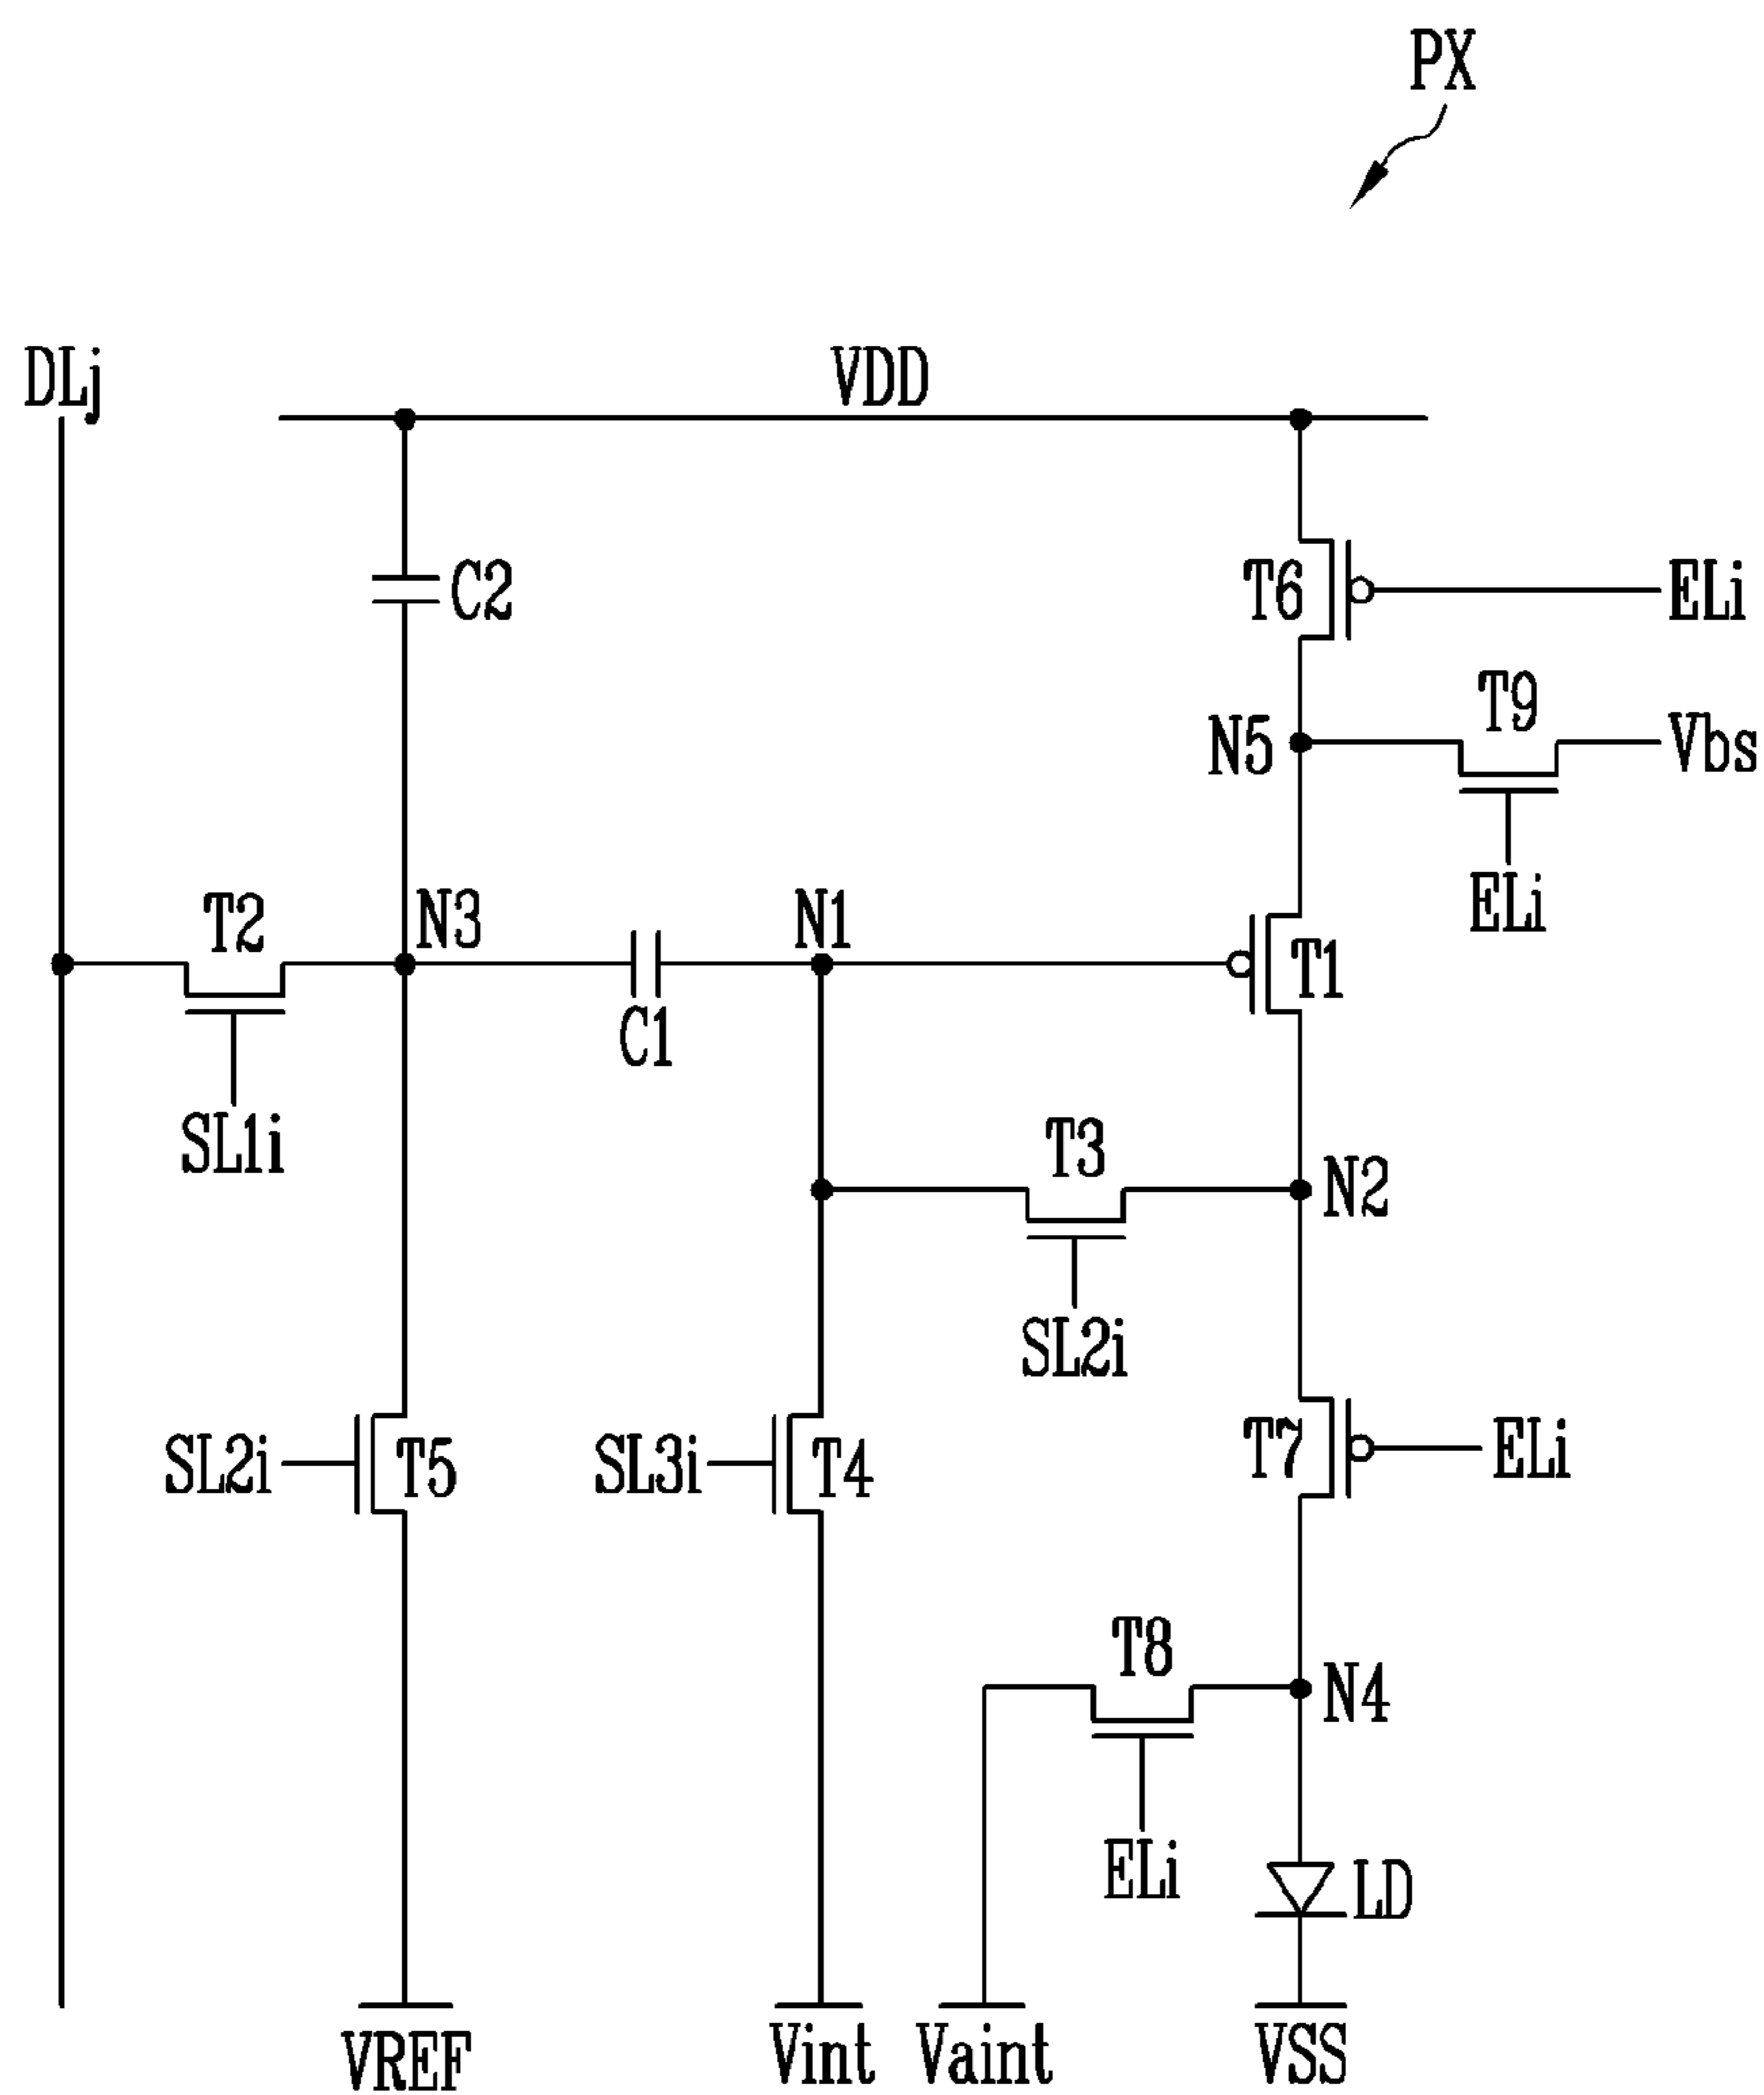 PX
DLj
VDD
C2
T6
ELi
T9
N5
Vbs
ELi
T2
N3
N1
T1
C1
SL1i
T3
N2
SL2i
SL2i
T5
SL3i
T4
T7
ELi
T8
N4
ELi
LD
VREF
Vint
Vaint
VSS